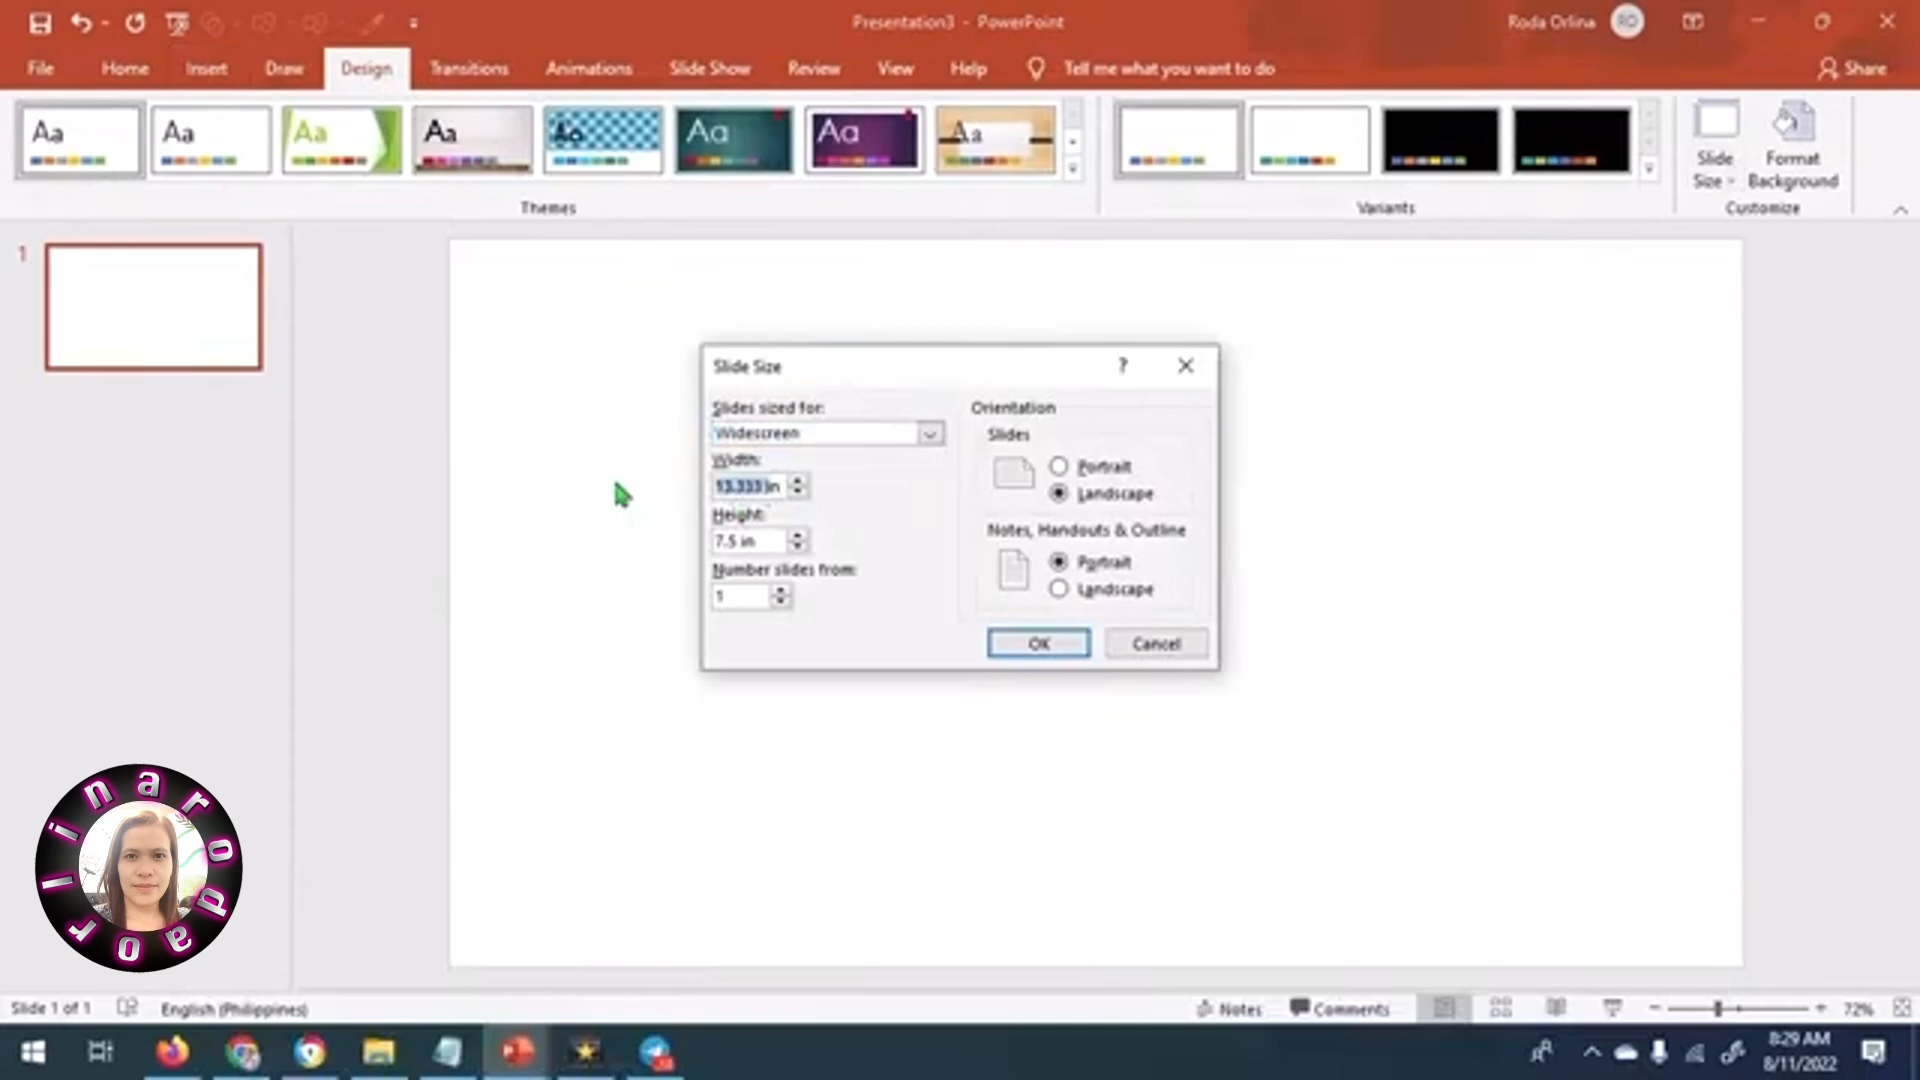 Presentation3 - PowerPoint
Roda Orlina
RO
File Home Insert Draw Design Transitions Animations Slide Show Review View Help Tell me what you want to do
Share
Aa Aa Aa Aa Aa Aa Aa Aa
Slide Size
Format Background
Themes
Variants
Customize
1
Slide Size
?
Slides sized for:
Widescreen
Width:
13.333 in
Height:
7.5 in
Number slides from:
1
Orientation
Slides
Portrait
Landscape
Notes, Handouts & Outline
Portrait
Landscape
OK
Cancel
rodaorlina
Slide 1 of 1
English (Philippines)
Notes
Comments
72%
8:29 AM
8/11/2022